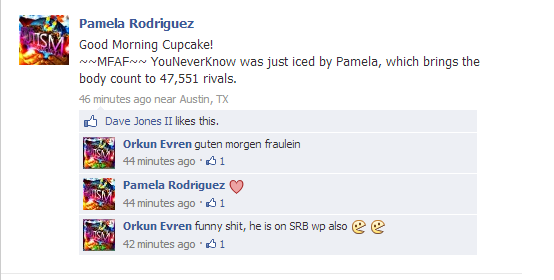 Pamela Rodriguez
Good Morning Cupcake!
~~MFAF~~ YouNeverKnow was just iced by Pamela, which brings the
body count to 47,551 rivals.
46 minutes ago near Austin, TX
Dave Jones II likes this.
Orkun Evren guten morgen fraulein
44 minutes ago · 1
Pamela Rodriguez
44 minutes ago · 1
Orkun Evren funny shit, he is on SRB wp also
42 minutes ago · 1